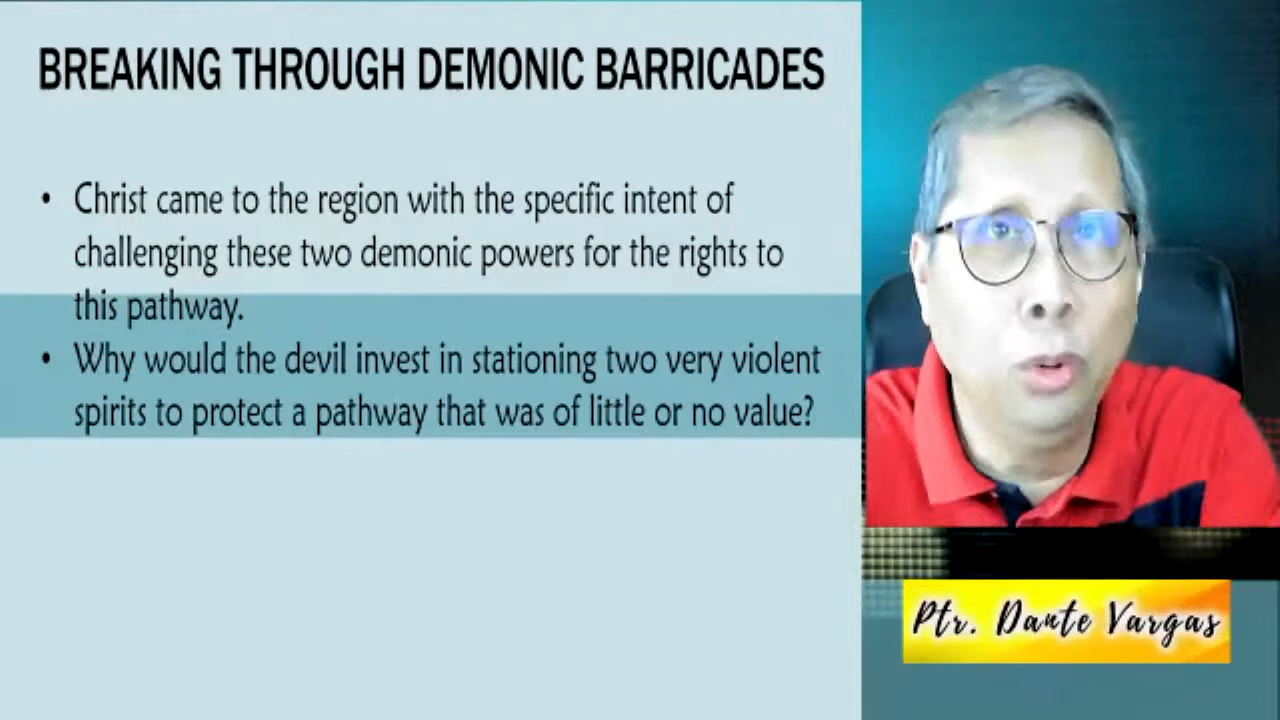 BREAKING THROUGH DEMONIC BARRICADES
• Christ came to the region with the specific intent of
challenging these two demonic powers for the rights to
this pathway.
• Why would the devil invest in stationing two very violent
spirits to protect a pathway that was of little or no value?
Ptr. Dante Vargas